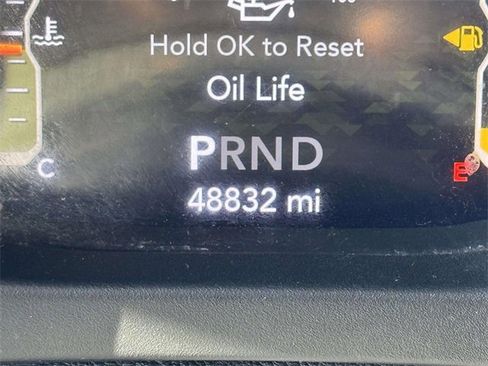 Hold OK to Reset
Oil Life
PRND
48832 mi
C
E